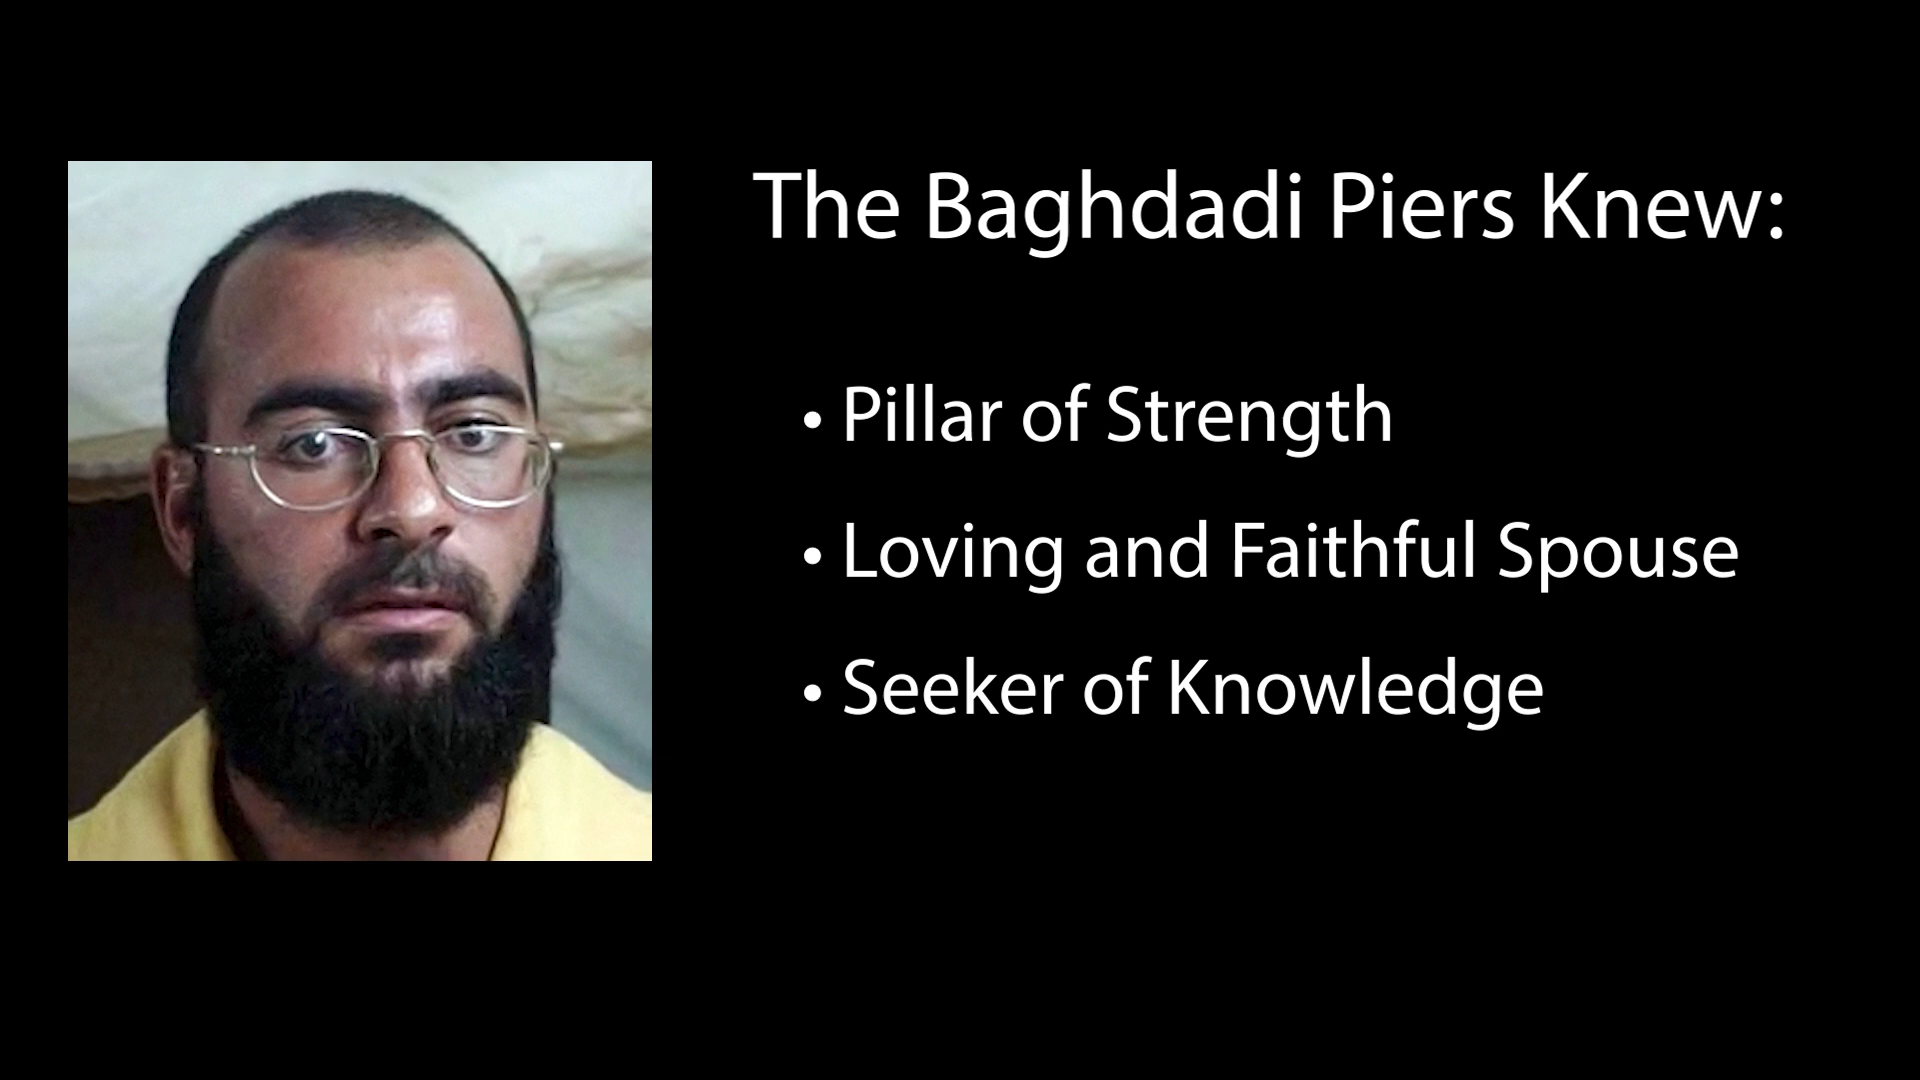 The Baghdadi Piers Knew:
• Pillar of Strength
• Loving and Faithful Spouse
• Seeker of Knowledge